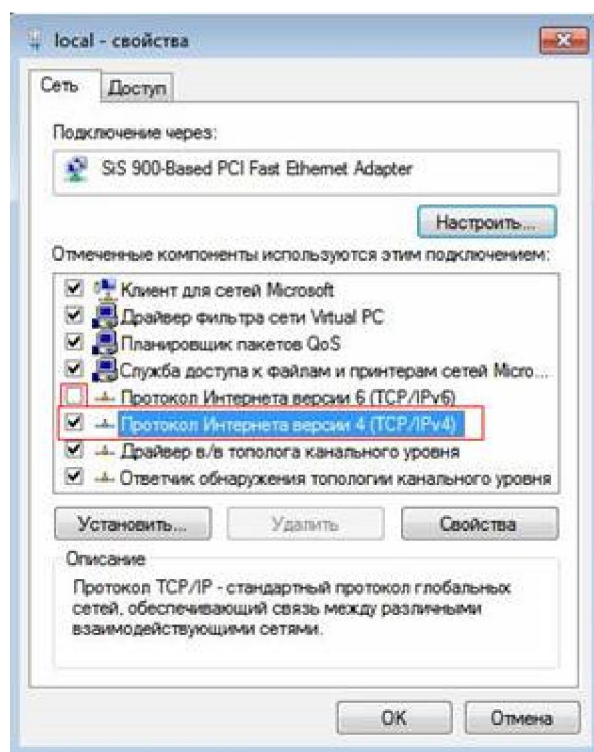 local - свойства
Сеть
Доступ
Подключение через:
SiS 900-Based PCI Fast Ethernet Adapter
Настроить...
Отмеченные компоненты используются этим подключением:
Клиент для сетей Microsoft
Драйвер фильтра сети Virtual PC
Планировщик пакетов QoS
Служба доступа к файлам и принтерам сетей Micro...
Протокол Интернета версии 6 (TCP/IPv6)
Протокол Интернета версии 4 (TCP/IPv4)
Драйвер в/в тополога канального уровня
Ответчик обнаружения топологии канального уровня
Установить...
Удалить
Свойства
Описание
Протокол TCP/IP - стандартный протокол глобальных
сетей, обеспечивающий связь между различными
взаимодействующими сетями.
OK
Отмена